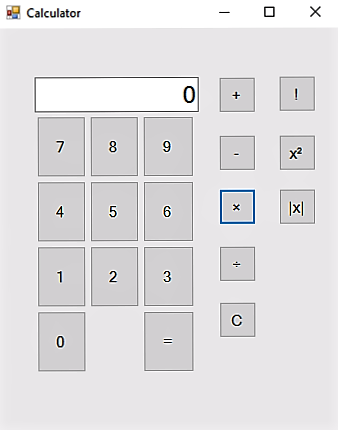 Calculator
0
+ !
7 8 9
- x²
4 5 6
× |x|
1 2 3
÷
0 =
C